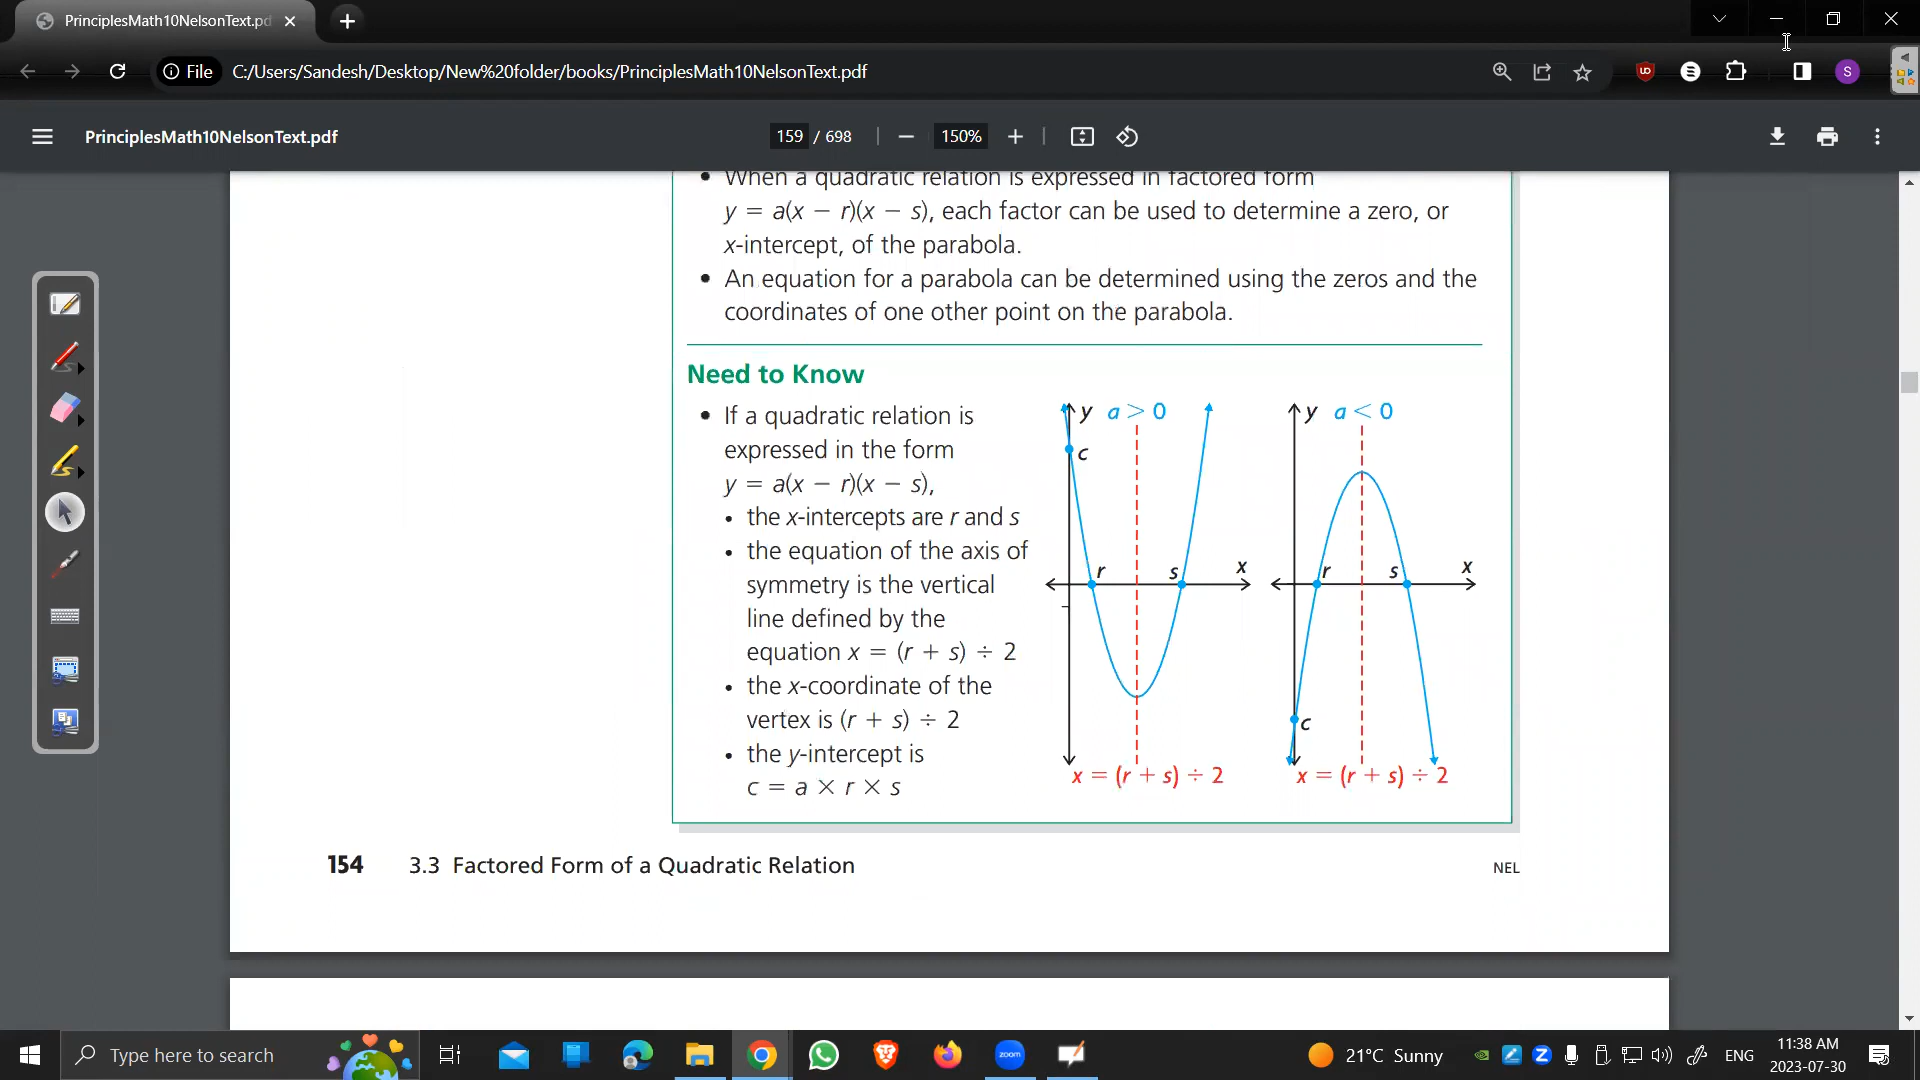 PrinciplesMath10NelsonText.pd
File
C:/Users/Sandesh/Desktop/New%20folder/books/PrinciplesMath10NelsonText.pdf
S
PrinciplesMath10NelsonText.pdf
159 / 698
150%
• When a quadratic relation is expressed in factored form
y = a(x − r)(x − s), each factor can be used to determine a zero, or
x-intercept, of the parabola.
• An equation for a parabola can be determined using the zeros and the
coordinates of one other point on the parabola.
Need to Know
• If a quadratic relation is
expressed in the form
y = a(x − r)(x − s),
• the x-intercepts are r and s
• the equation of the axis of
symmetry is the vertical
line defined by the
equation x = (r + s) ÷ 2
• the x-coordinate of the
vertex is (r + s) ÷ 2
• the y-intercept is
c = a × r × s
y a > 0
c
r s x
x = (r + s) ÷ 2
y a < 0
r s x
c
x = (r + s) ÷ 2
154 3.3 Factored Form of a Quadratic Relation
NEL
Type here to search
zoom
21°C Sunny
Z
ENG
11:38 AM
2023-07-30